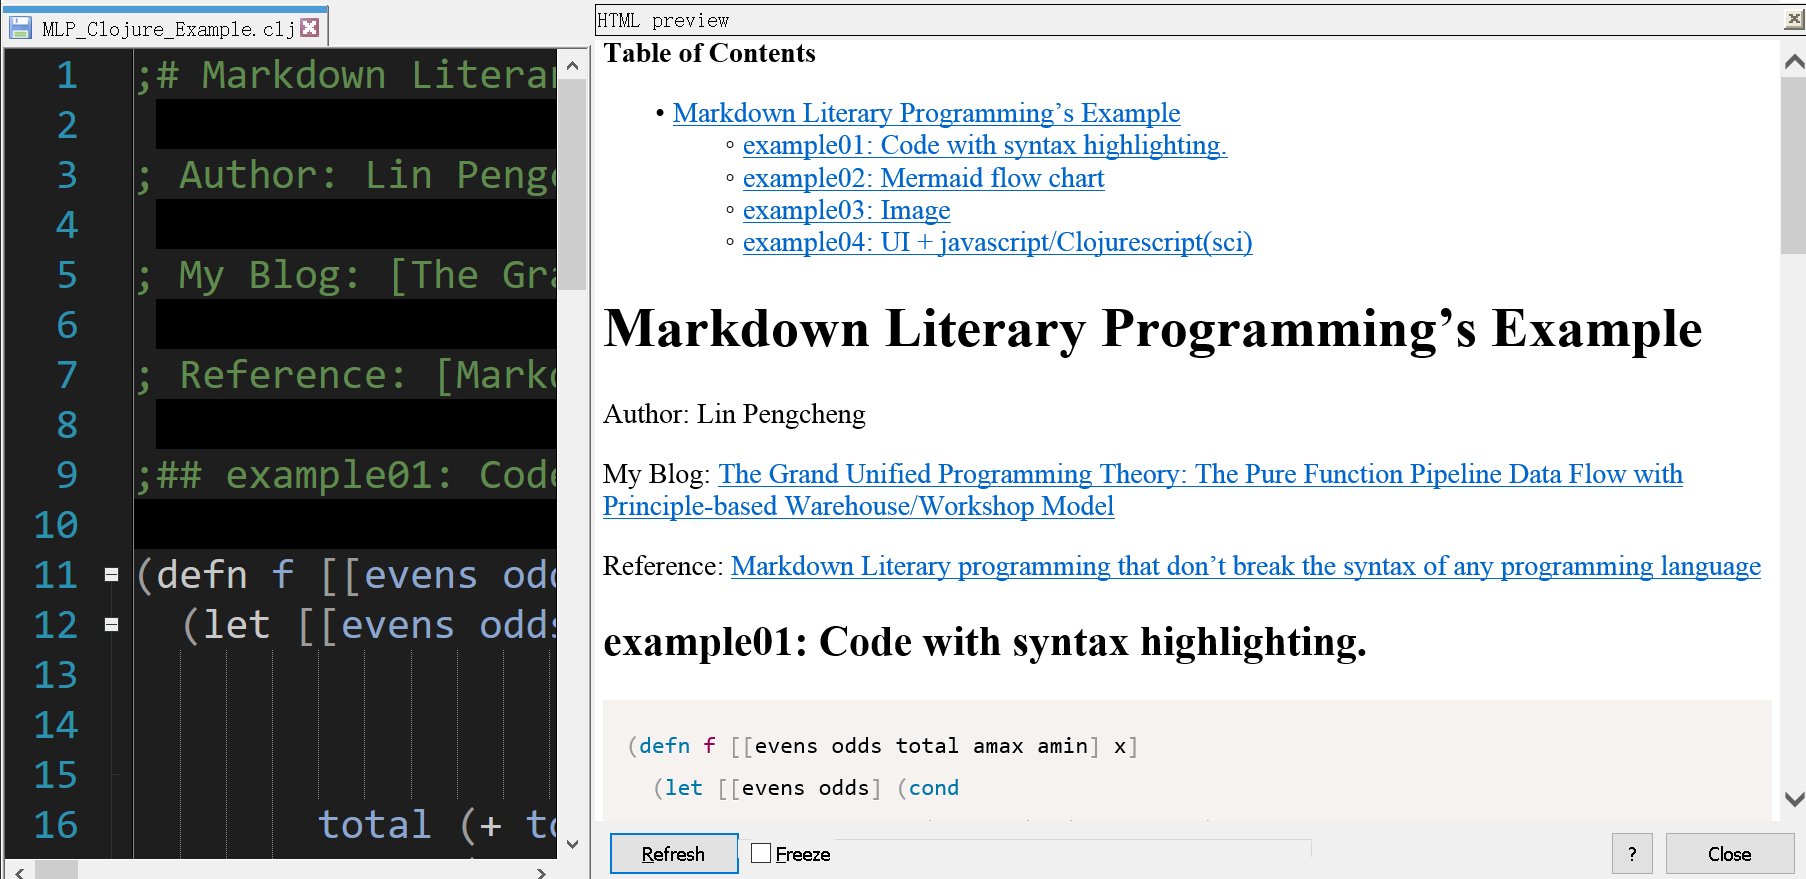 MLP_Clojure_Example.clj
1 ;# Markdown Litera
2
3 ; Author: Lin Peng
4
5 ; My Blog: [The Gr
6
7 ; Reference: [Mark
8
9 ;## example01: Code
10
11 (defn f [[evens od
12 (let [[evens odds
13
14
15
16 total (+ to
HTML preview
Table of Contents
• Markdown Literary Programming’s Example
◦ example01: Code with syntax highlighting.
◦ example02: Mermaid flow chart
◦ example03: Image
◦ example04: UI + javascript/Clojurescript(sci)
Markdown Literary Programming’s Example
Author: Lin Pengcheng
My Blog: The Grand Unified Programming Theory: The Pure Function Pipeline Data Flow with
Principle-based Warehouse/Workshop Model
Reference: Markdown Literary programming that don’t break the syntax of any programming language
example01: Code with syntax highlighting.
(defn f [[evens odds total amax amin] x]
(let [[evens odds] (cond
Refresh
Freeze
?
Close